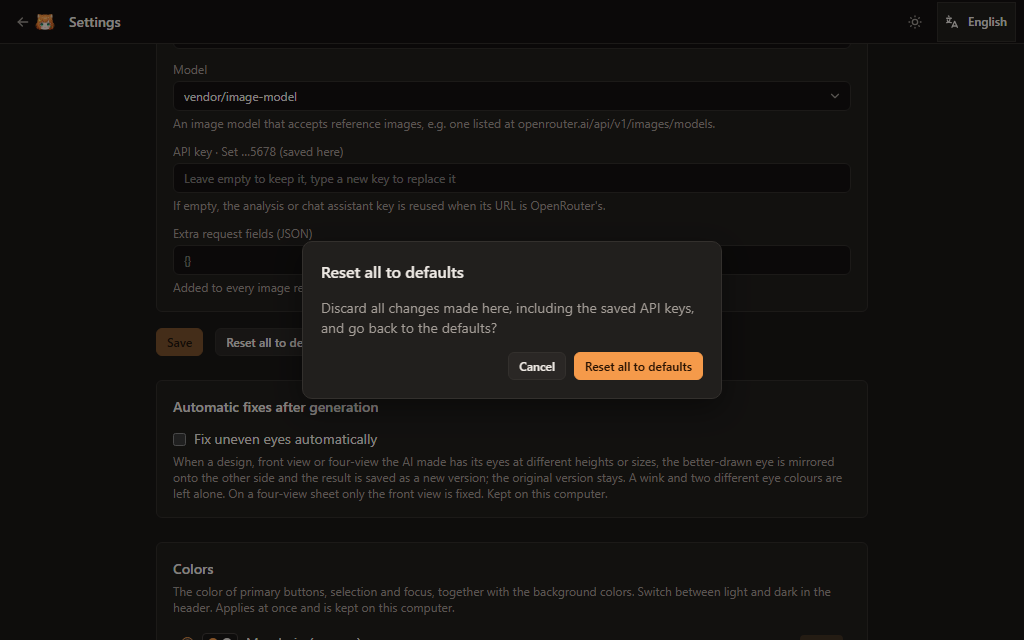 Settings
English
Model
vendor/image-model
An image model that accepts reference images, e.g. one listed at openrouter.ai/api/v1/images/models.
API key · Set ...5678 (saved here)
Leave empty to keep it, type a new key to replace it
If empty, the analysis or chat assistant key is reused when its URL is OpenRouter's.
Extra request fields (JSON)
{}
Added to every image re
Reset all to defaults
Discard all changes made here, including the saved API keys,
and go back to the defaults?
Cancel
Reset all to defaults
Save
Reset all to de
Automatic fixes after generation
Fix uneven eyes automatically
When a design, front view or four-view the AI made has its eyes at different heights or sizes, the better-drawn eye is mirrored
onto the other side and the result is saved as a new version; the original version stays. A wink and two different eye colours are
left alone. On a four-view sheet only the front view is fixed. Kept on this computer.
Colors
The color of primary buttons, selection and focus, together with the background colors. Switch between light and dark in the
header. Applies at once and is kept on this computer.